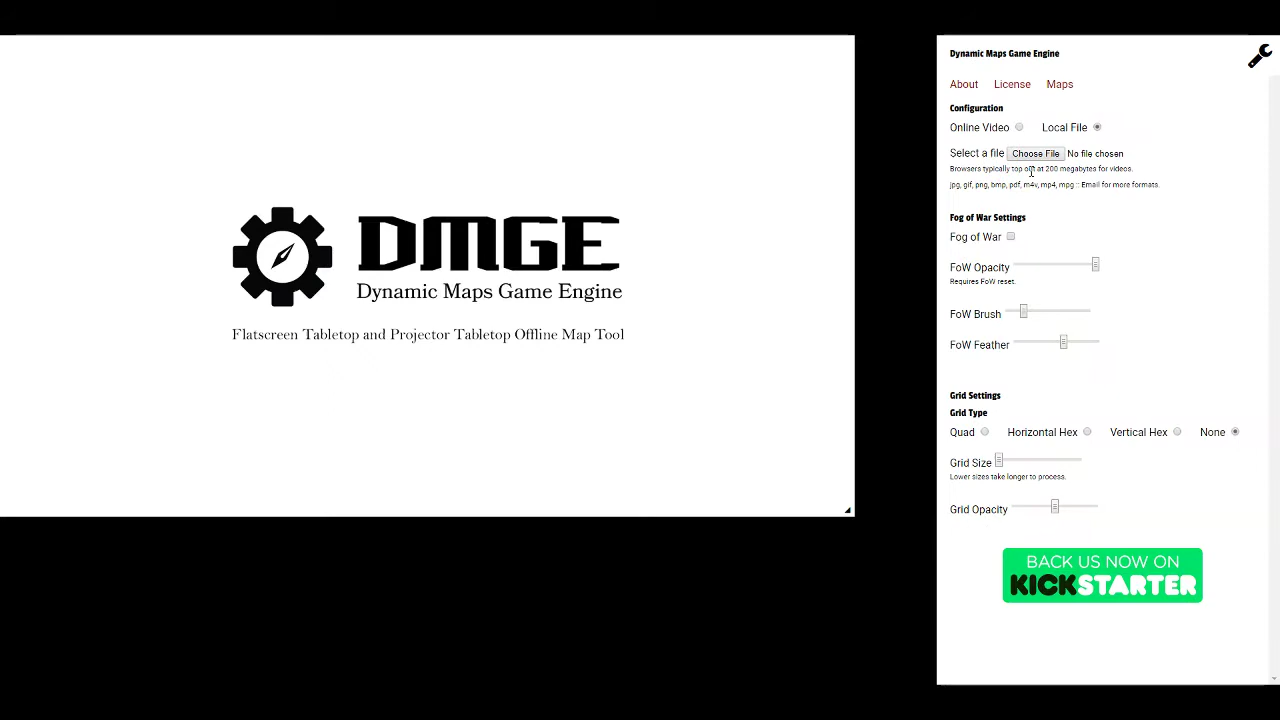 DMGE
Dynamic Maps Game Engine
Flatscreen Tabletop and Projector Tabletop Offline Map Tool
Dynamic Maps Game Engine
About License Maps
Configuration
Online Video Local File
Select a file Choose File No file chosen
Browsers typically top out at 200 megabytes for videos.
jpg, gif, png, bmp, pdf, m4v, mp4, mpg :: Email for more formats.
Fog of War Settings
Fog of War
FoW Opacity
Requires FoW reset.
FoW Brush
FoW Feather
Grid Settings
Grid Type
Quad Horizontal Hex Vertical Hex None
Grid Size
Lower sizes take longer to process.
Grid Opacity
BACK US NOW ON
KICKSTARTER